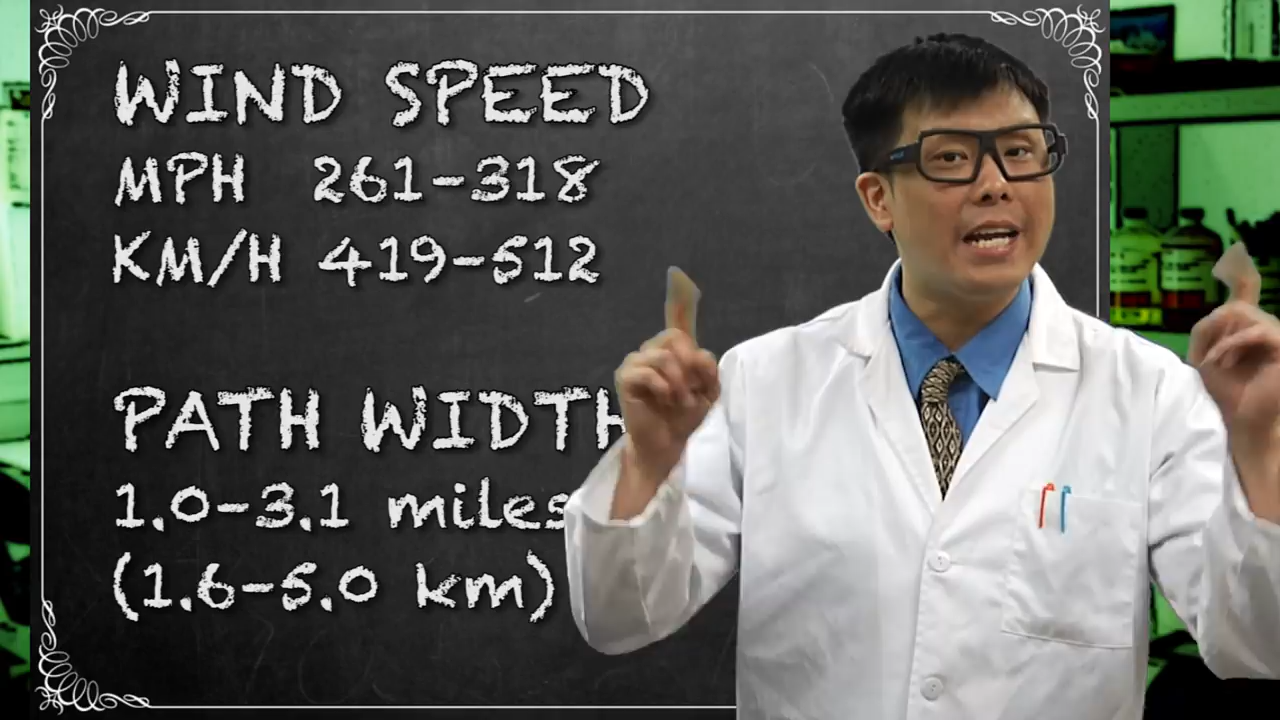 WIND SPEED
MPH 261-318
KM/H 419-512
PATH WIDTH
1.0-3.1 miles
(1.6-5.0 km)